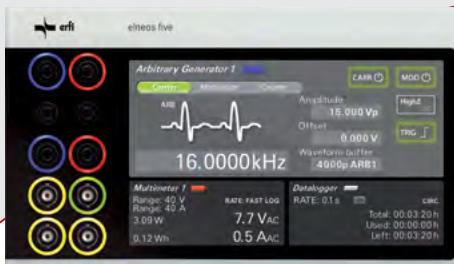 erfi elneos five
Arbitrary Generator 1
Carrier Modulation Counter
CARR MOD
ARB
Amplitude
15.000 Vp
HighZ
Offset
0.000 V
TRIG
Waveform buffer
4000p ARB1
16.0000kHz
Multimeter 1
Range: 40 V RATE: FAST LOG
Range: 40 A
3.09 W 7.7 VAC
0.12 Wh 0.5 AAC
Datalogger
RATE: 0.1s CIRC
Total: 00:03:20 h
Used: 00:00:00 h
Left: 00:03:20 h